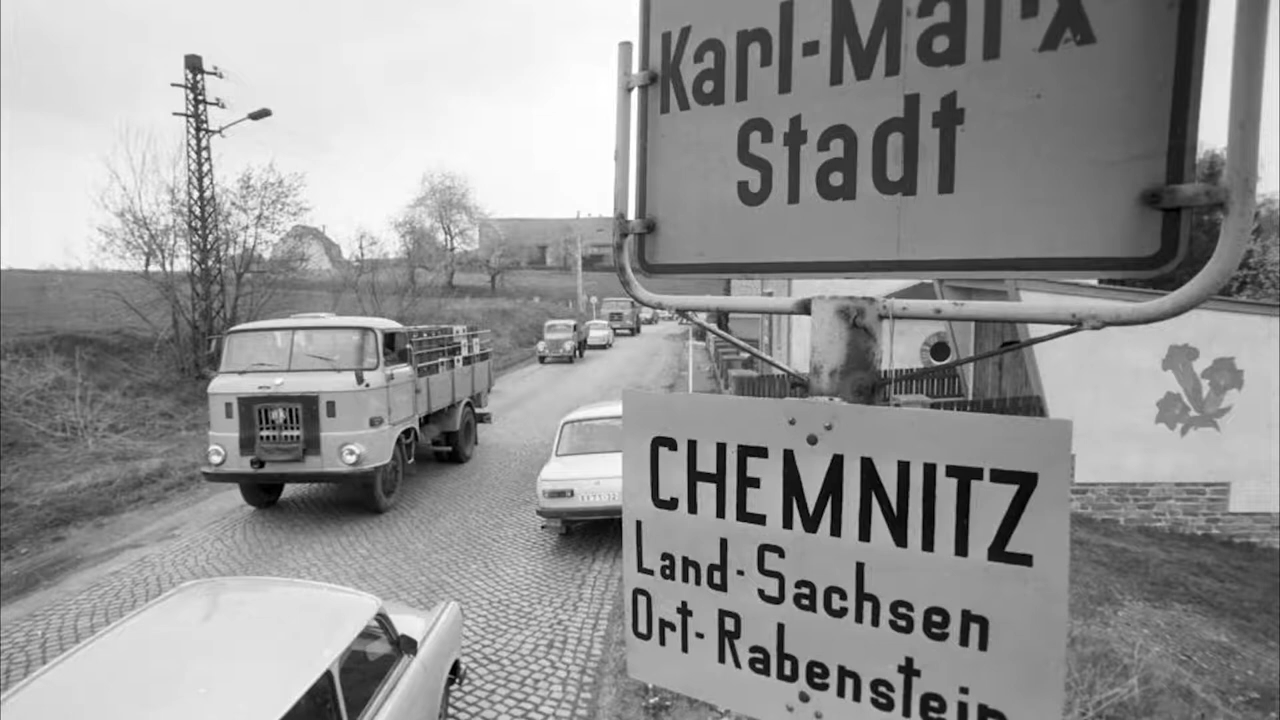 Karl-Marx
Stadt
CHEMNITZ
Land-Sachsen
Ort-Rabenstein